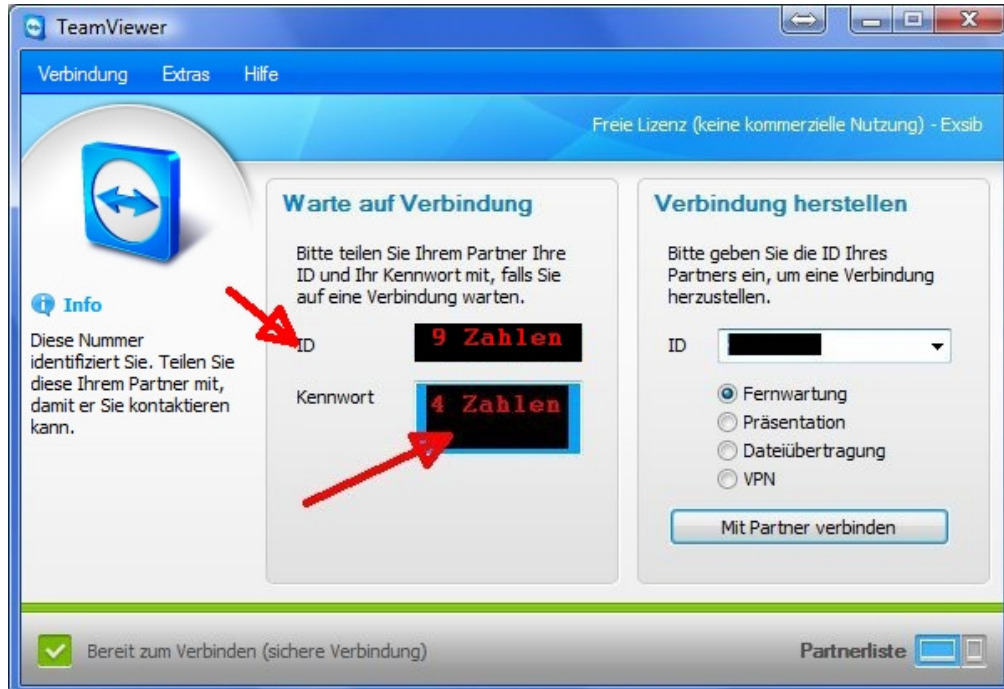 TeamViewer
Verbindung Extras Hilfe
Freie Lizenz (keine kommerzielle Nutzung) - Exsib
Info
Diese Nummer
identifiziert Sie. Teilen Sie
diese Ihrem Partner mit,
damit er Sie kontaktieren
kann.
Warte auf Verbindung
Bitte teilen Sie Ihrem Partner Ihre
ID und Ihr Kennwort mit, falls Sie
auf eine Verbindung warten.
ID 9 Zahlen
Kennwort 4 Zahlen
Verbindung herstellen
Bitte geben Sie die ID Ihres
Partners ein, um eine Verbindung
herzustellen.
ID
Fernwartung
Präsentation
Dateiübertragung
VPN
Mit Partner verbinden
Bereit zum Verbinden (sichere Verbindung)
Partnerliste